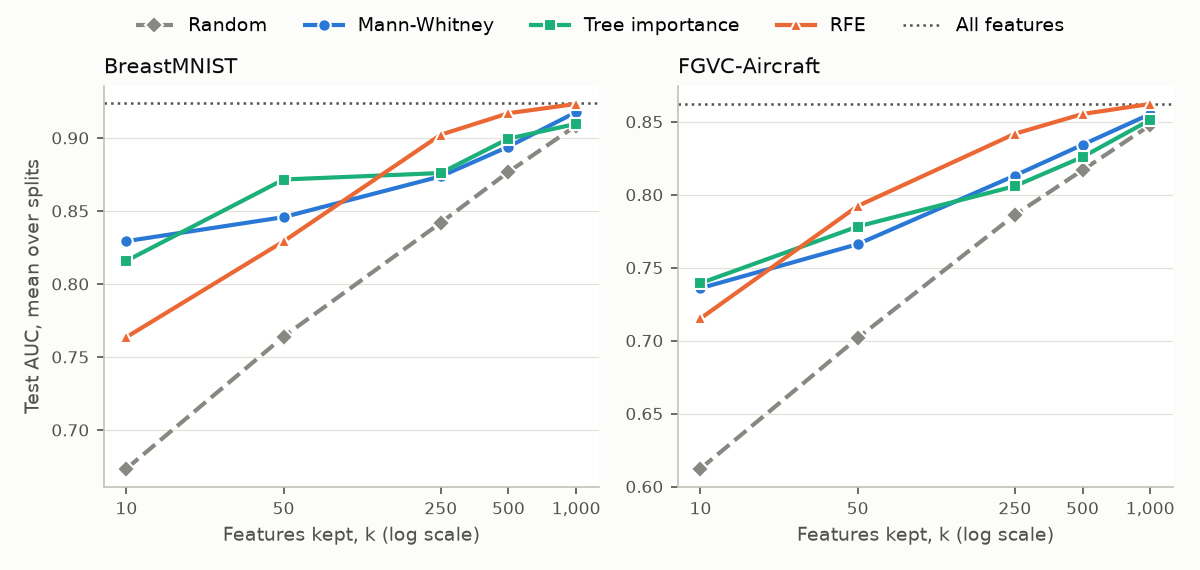 Random Mann-Whitney Tree importance RFE All features
BreastMNIST
Test AUC, mean over splits
0.90
0.85
0.80
0.75
0.70
10 50 250 500 1,000
Features kept, k (log scale)
FGVC-Aircraft
0.85
0.80
0.75
0.70
0.65
0.60
10 50 250 500 1,000
Features kept, k (log scale)